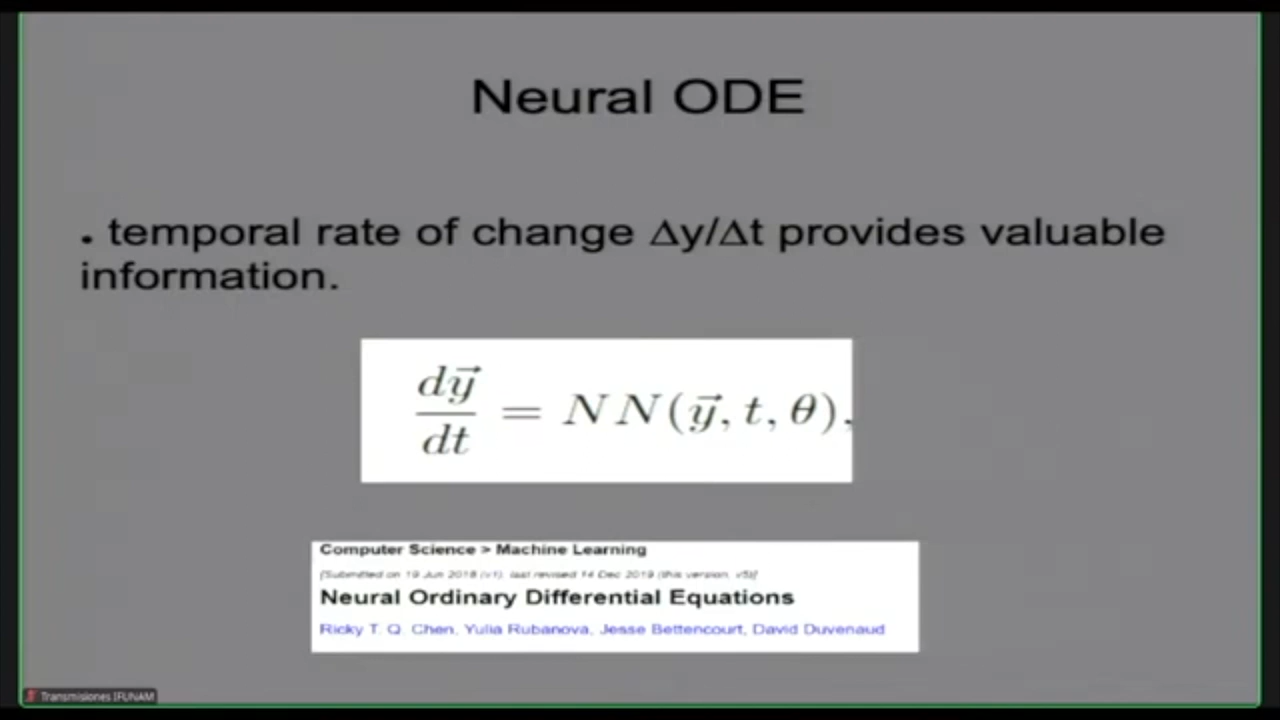 Neural ODE
. temporal rate of change Δy/Δt provides valuable
information.
dy⃗/dt = NN(y⃗, t, θ),
Computer Science > Machine Learning
[Submitted on 19 Jun 2018 (v1), last revised 14 Dec 2019 (this version, v5)]
Neural Ordinary Differential Equations
Ricky T. Q. Chen, Yulia Rubanova, Jesse Bettencourt, David Duvenaud
Transmisiones IFUNAM